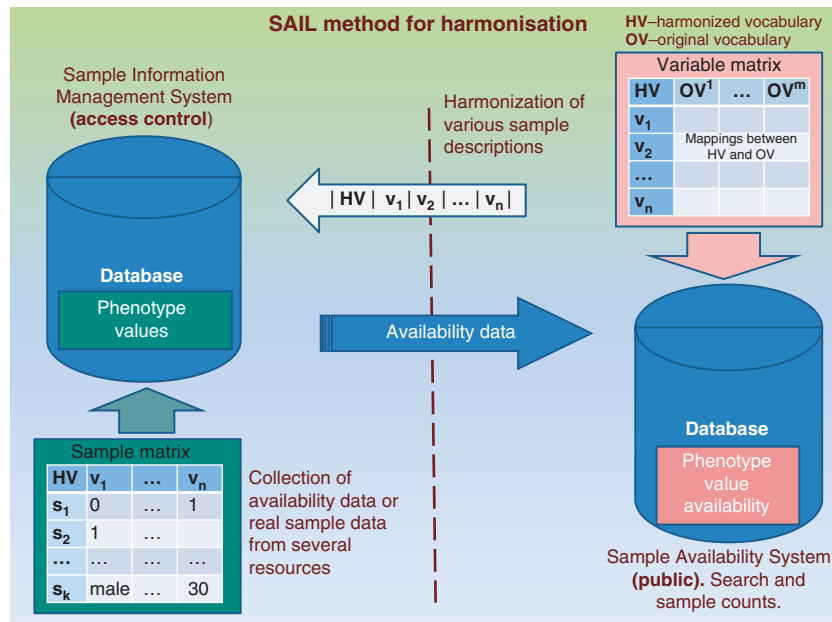 SAIL method for harmonisation
HV–harmonized vocabulary
OV–original vocabulary
Sample Information
Management System
(access control)
Database
Phenotype
values
Harmonization of
various sample
descriptions
| HV | v1 | v2 | ... | vn |
Availability data
Variable matrix
HV OV1 ... OVm
v1
v2 Mappings between
HV and OV
...
vn
Database
Phenotype
value
availability
Sample Availability System
(public). Search and
sample counts.
Sample matrix
HV v1 ... vn
s1 0 ... 1
s2 1 ...
... ... ... ...
sk male ... 30
Collection of
availability data or
real sample data
from several
resources